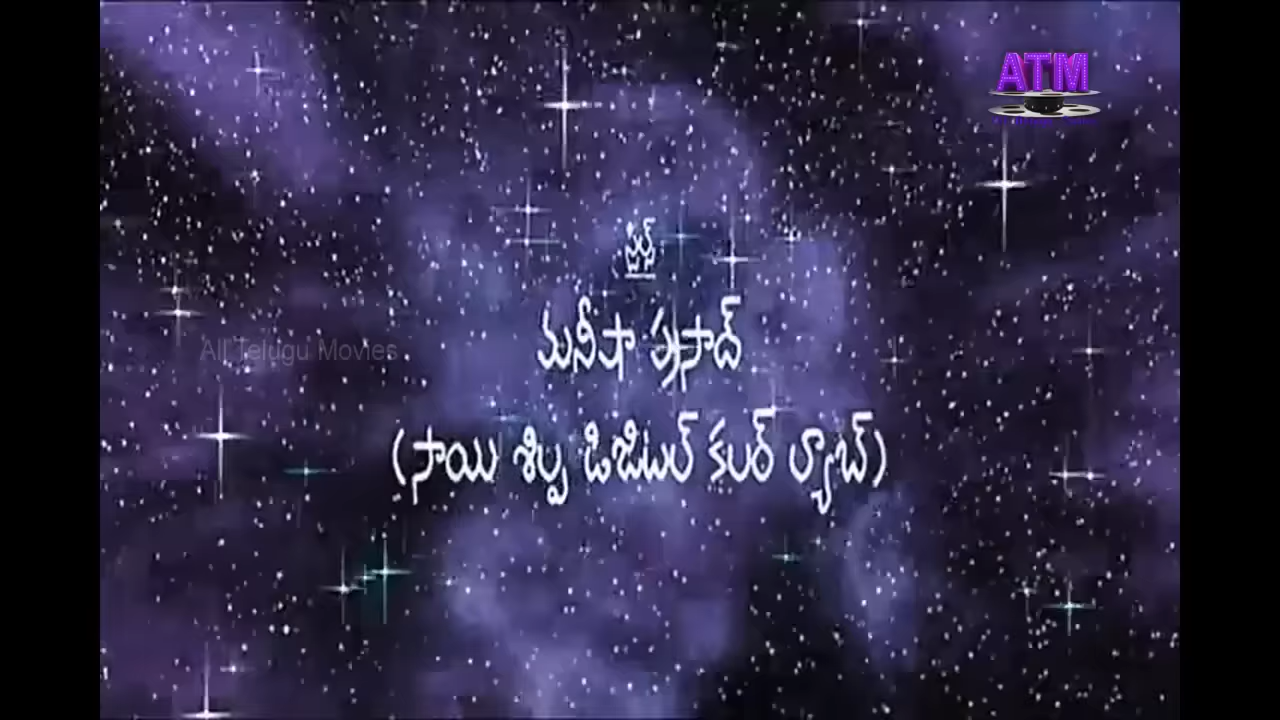 ATM
స్టిల్స్
మనీషా ప్రసాద్
All Telugu Movies
(సాయి శిల్ప డిజిటల్ కలర్ ల్యాబ్)